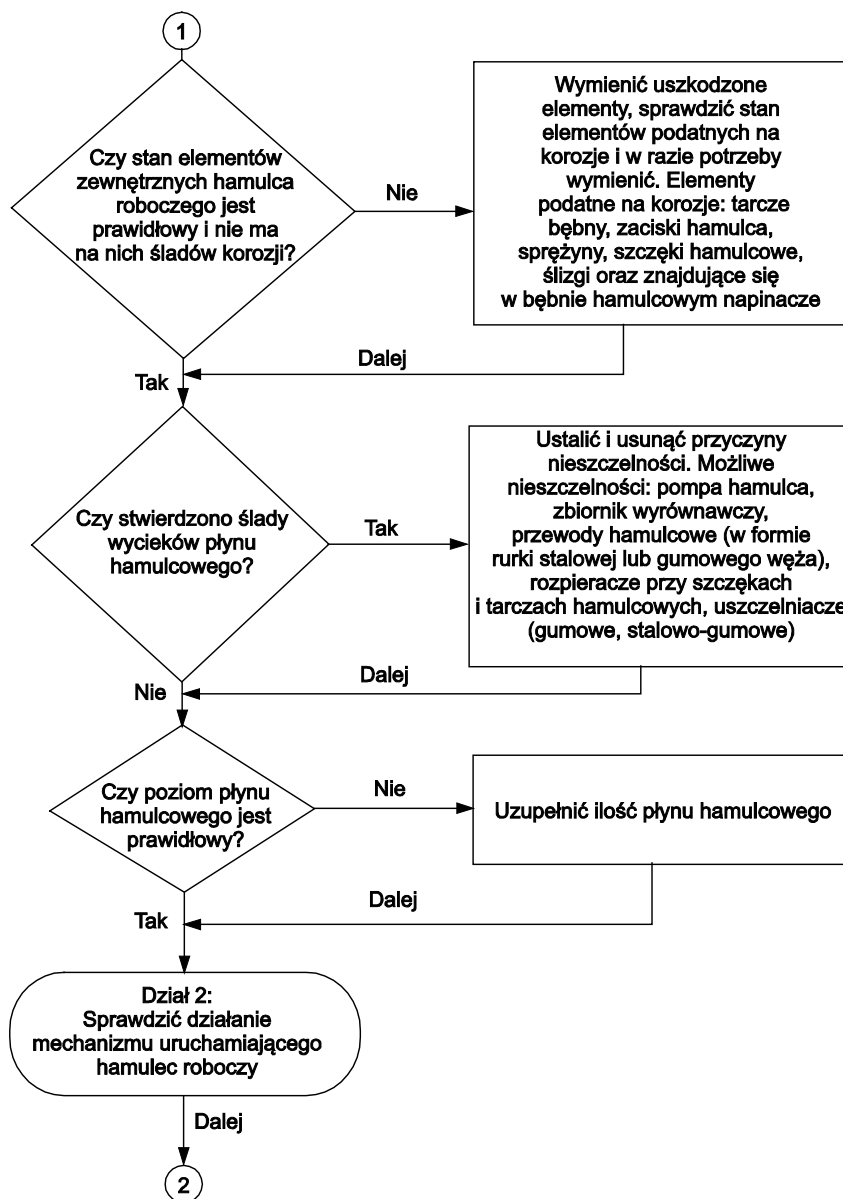 1
Czy stan elementów
zewnętrznych hamulca
roboczego jest
prawidłowy i nie ma
na nich śladów korozji?
Nie
Wymienić uszkodzone
elementy, sprawdzić stan
elementów podatnych na
korozje i w razie potrzeby
wymienić. Elementy
podatne na korozje: tarcze
bębny, zaciski hamulca,
sprężyny, szczęki hamulcowe,
ślizgi oraz znajdujące się
w bębnie hamulcowym napinacze
Dalej
Tak
Czy stwierdzono ślady
wycieków płynu
hamulcowego?
Tak
Ustalić i usunąć przyczyny
nieszczelności. Możliwe
nieszczelności: pompa hamulca,
zbiornik wyrównawczy,
przewody hamulcowe (w formie
rurki stalowej lub gumowego węża),
rozpieracze przy szczękach
i tarczach hamulcowych, uszczelniacze
(gumowe, stalowo-gumowe)
Dalej
Nie
Czy poziom płynu
hamulcowego jest
prawidłowy?
Nie
Uzupełnić ilość płynu hamulcowego
Dalej
Tak
Dział 2:
Sprawdzić działanie
mechanizmu uruchamiającego
hamulec roboczy
Dalej
2